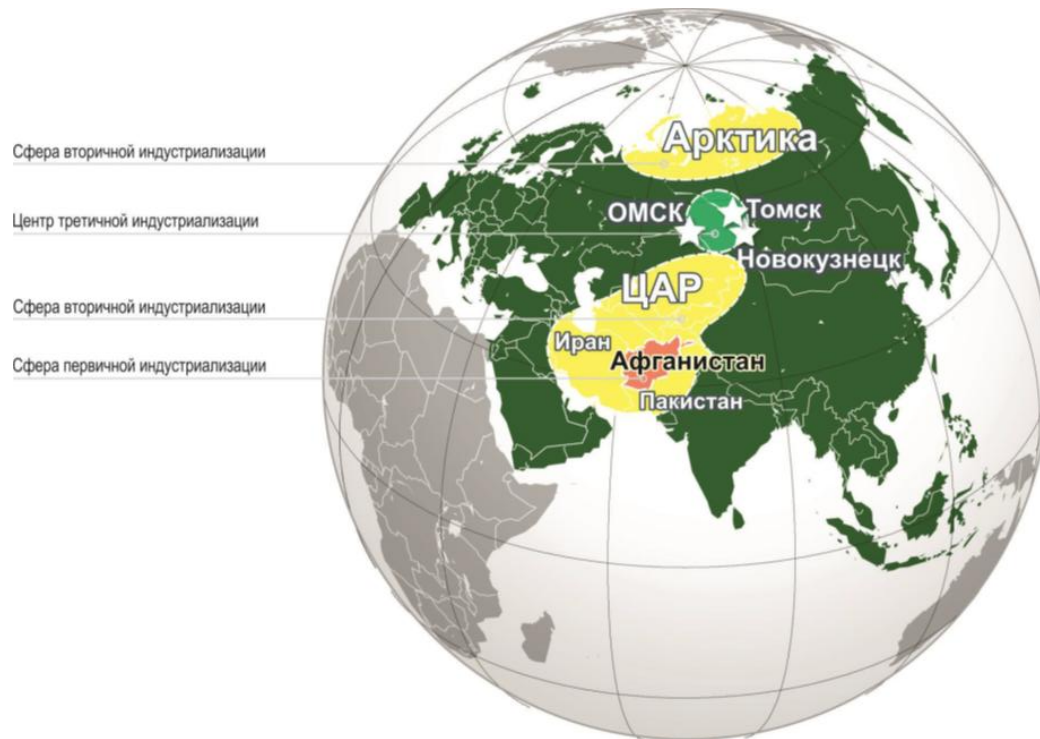 Арктика
Сфера вторичной индустриализации
ОМСК
Томск
Центр третичной индустриализации
Новокузнецк
ЦАР
Сфера вторичной индустриализации
Иран
Афганистан
Сфера первичной индустриализации
Пакистан